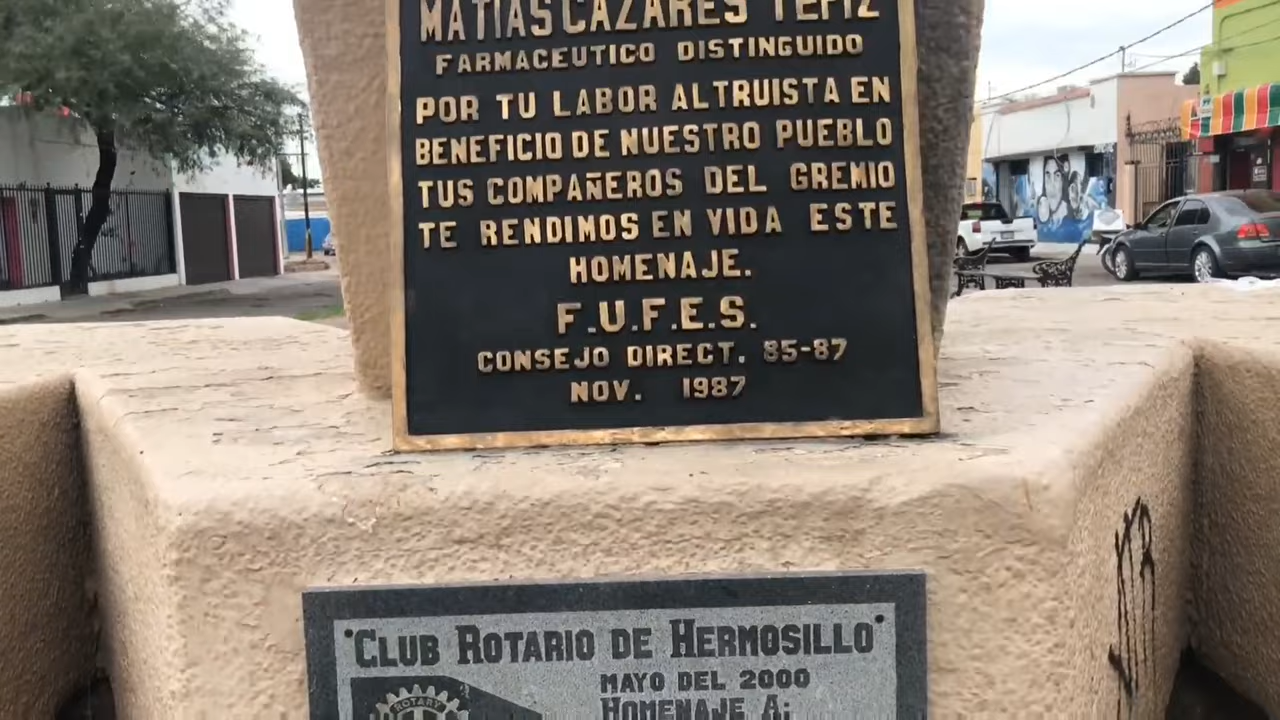 MATIAS CAZARES TEPIZ
FARMACEUTICO DISTINGUIDO
POR TU LABOR ALTRUISTA EN
BENEFICIO DE NUESTRO PUEBLO
TUS COMPAÑEROS DEL GREMIO
TE RENDIMOS EN VIDA ESTE
HOMENAJE.
F.U.F.E.S.
CONSEJO DIRECT. 85-87
NOV. 1987
"CLUB ROTARIO DE HERMOSILLO"
MAYO DEL 2000
HOMENAJE A:
ROTARY